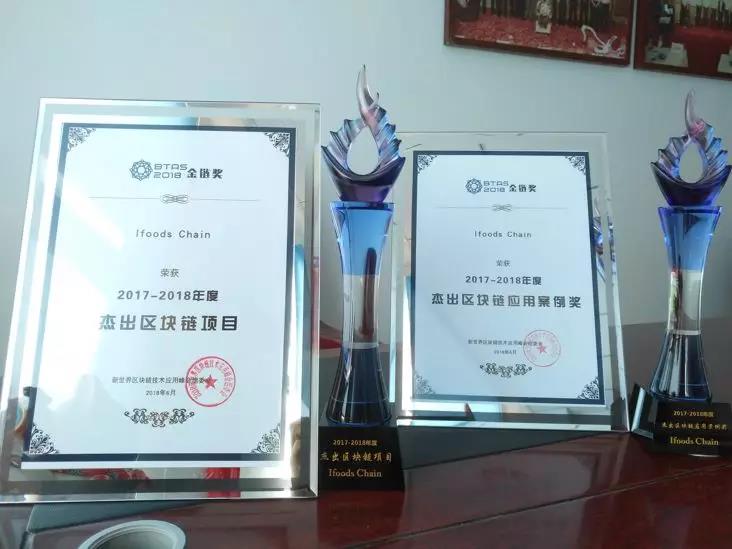 BTAS
2018 金链奖
Ifoods Chain
荣获
2017-2018年度
杰出区块链项目
新世界区块链技术应用峰会组委会
2018年6月
2017-2018年度
杰出区块链项目
Ifoods Chain
BTAS
2018 金链奖
Ifoods Chain
荣获
2017-2018年度
杰出区块链应用案例奖
新世界区块链技术应用峰会组委会
2018年6月
2017-2018年度
杰出区块链应用案例奖
Ifoods Chain